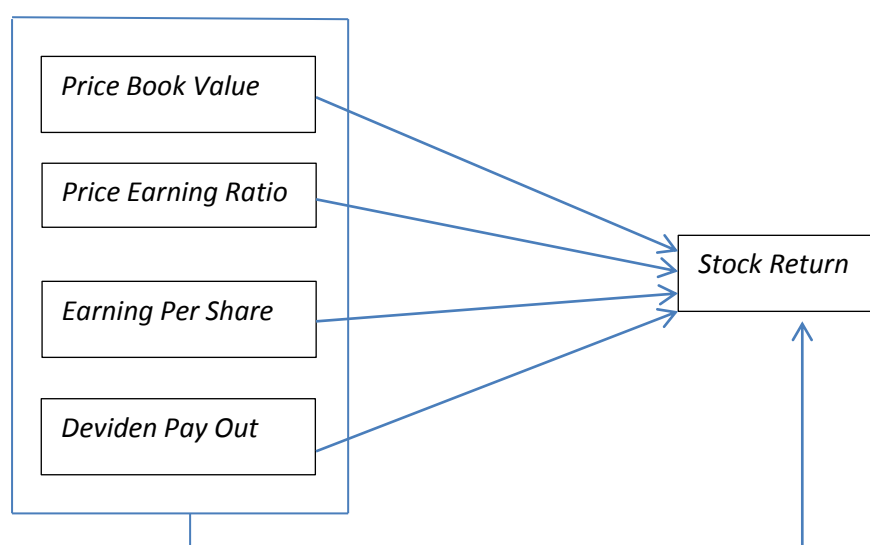 Price Book Value
Price Earning Ratio
Stock Return
Earning Per Share
Deviden Pay Out